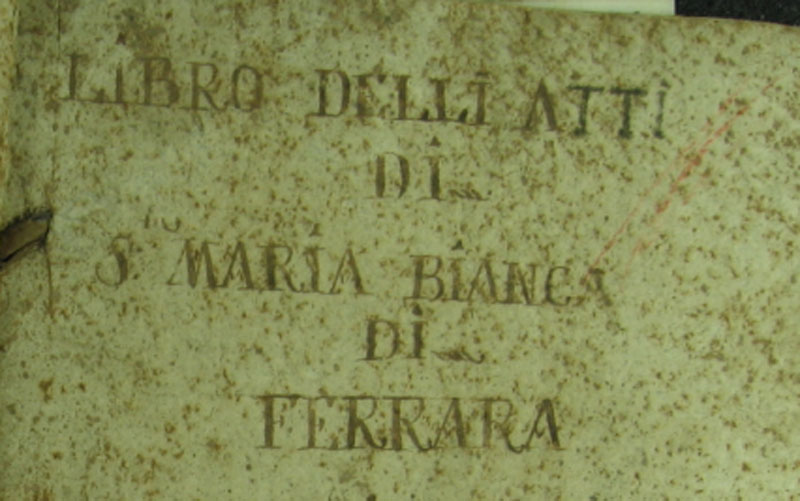 LIBRO DELLI ATTI
DI
S. MARIA BIANCA
DI
FERRARA